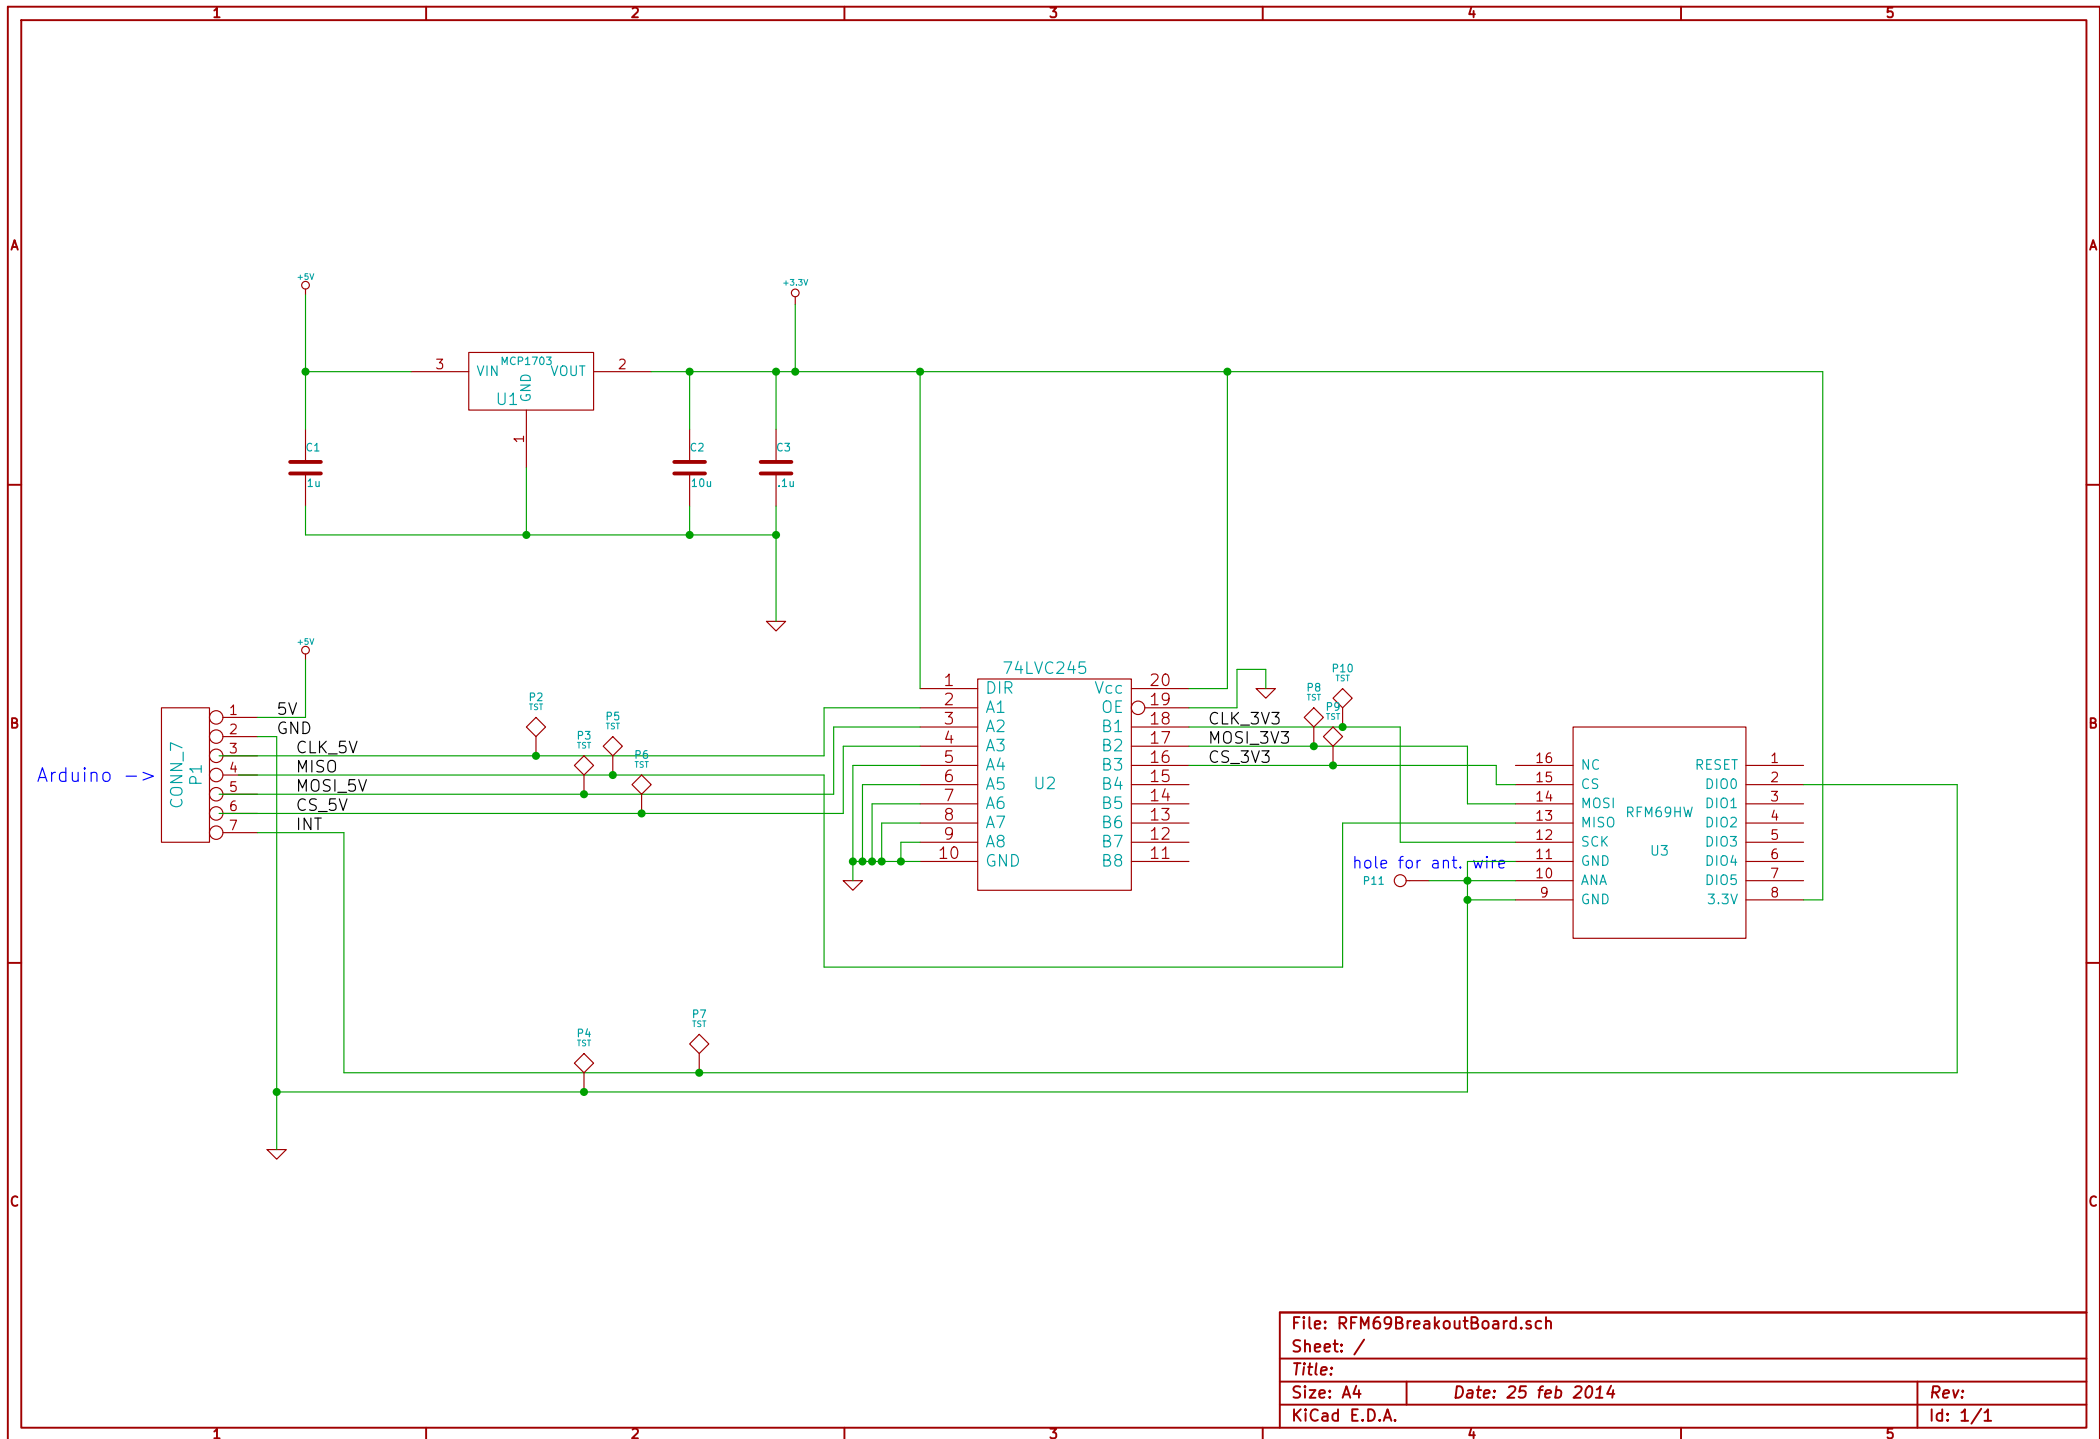 1 2 3 4 5
A A
+5V
+3.3V
3 VIN MCP1703 VOUT 2
U1 GND
1
C1
1u
C2
10u
C3
.1u
B B
+5V
Arduino ->
CONN_7
P1
1 5V
2 GND
3 CLK_5V
4 MISO
5 MOSI_5V
6 CS_5V
7 INT
P2
TST
P3
TST
P5
TST
P6
TST
74LVC245
U2
1 DIR Vcc 20
2 A1 OE 19
3 A2 B1 18 CLK_3V3
4 A3 B2 17 MOSI_3V3
5 A4 B3 16 CS_3V3
6 A5 B4 15
7 A6 B5 14
8 A7 B6 13
9 A8 B7 12
10 GND B8 11
P8
TST
P10
TST
P9
TST
16 NC RESET 1
15 CS DIO0 2
14 MOSI DIO1 3
13 MISO DIO2 4
12 SCK DIO3 5
11 GND DIO4 6
10 ANA DIO5 7
9 GND 3.3V 8
RFM69HW
U3
hole for ant. wire
P11
P4
TST
P7
TST
C C
File: RFM69BreakoutBoard.sch
Sheet: /
Title:
Size: A4 Date: 25 feb 2014 Rev:
KiCad E.D.A. Id: 1/1
1 2 3 4 5